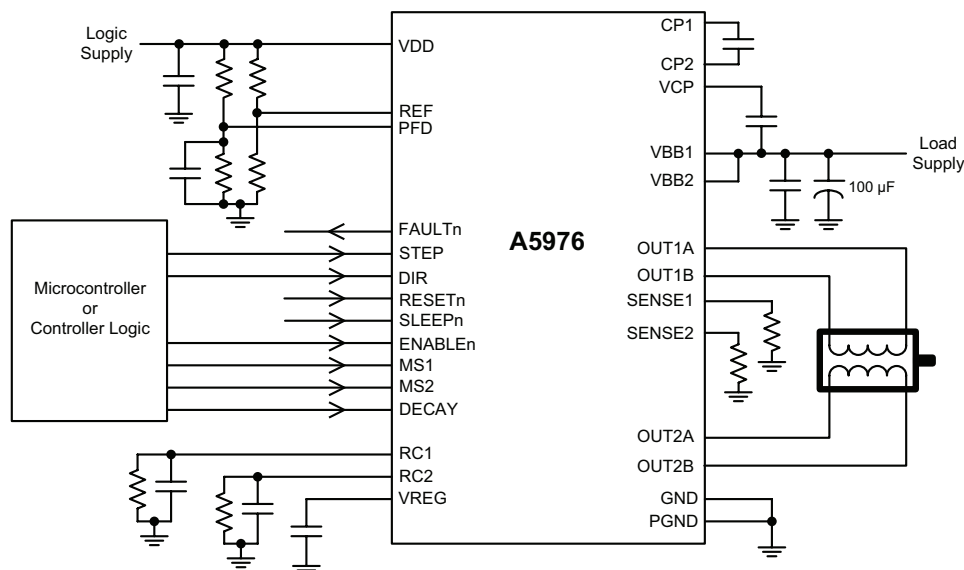 Logic
Supply
VDD
REF
PFD
FAULTn
STEP
DIR
RESETn
SLEEPn
ENABLEn
MS1
MS2
DECAY
RC1
RC2
VREG
Microcontroller
or
Controller Logic
A5976
CP1
CP2
VCP
VBB1
VBB2
OUT1A
OUT1B
SENSE1
SENSE2
OUT2A
OUT2B
GND
PGND
Load
Supply
100 µF